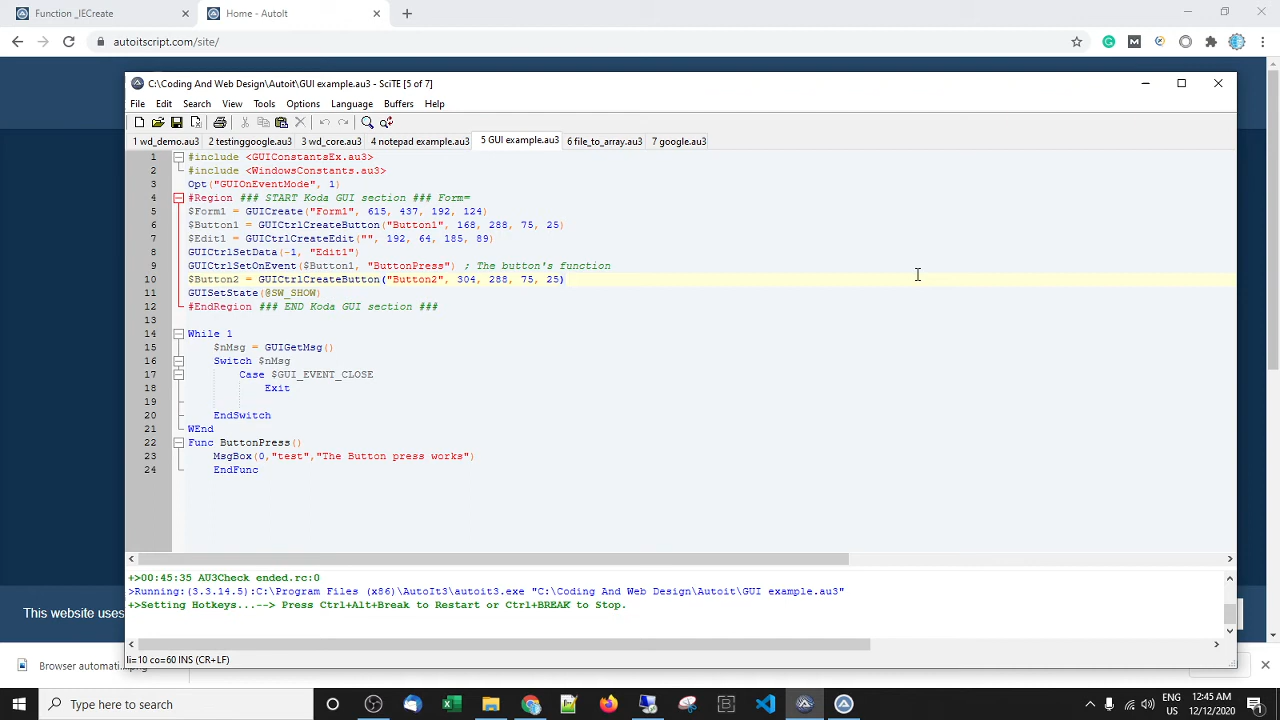 Function _IECreate
Home - AutoIt
autoitscript.com/site/
C:\Coding And Web Design\Autoit\GUI example.au3 - SciTE [5 of 7]
File Edit Search View Tools Options Language Buffers Help
1 wd_demo.au3 2 testinggoogle.au3 3 wd_core.au3 4 notepad example.au3 5 GUI example.au3 6 file_to_array.au3 7 google.au3
1 #include <GUIConstantsEx.au3>
2 #include <WindowsConstants.au3>
3 Opt("GUIOnEventMode", 1)
4 #Region ### START Koda GUI section ### Form=
5 $Form1 = GUICreate("Form1", 615, 437, 192, 124)
6 $Button1 = GUICtrlCreateButton("Button1", 168, 288, 75, 25)
7 $Edit1 = GUICtrlCreateEdit("", 192, 64, 185, 89)
8 GUICtrlSetData(-1, "Edit1")
9 GUICtrlSetOnEvent($Button1, "ButtonPress") ; The button's function
10 $Button2 = GUICtrlCreateButton("Button2", 304, 288, 75, 25)
11 GUISetState(@SW_SHOW)
12 #EndRegion ### END Koda GUI section ###
13
14 While 1
15 $nMsg = GUIGetMsg()
16 Switch $nMsg
17 Case $GUI_EVENT_CLOSE
18 Exit
19
20 EndSwitch
21 WEnd
22 Func ButtonPress()
23 MsgBox(0,"test","The Button press works")
24 EndFunc
+>00:45:35 AU3Check ended.rc:0
>Running:(3.3.14.5):C:\Program Files (x86)\AutoIt3\autoit3.exe "C:\Coding And Web Design\Autoit\GUI example.au3"
+>Setting Hotkeys...--> Press Ctrl+Alt+Break to Restart or Ctrl+BREAK to Stop.
This website uses
li=10 co=60 INS (CR+LF)
Browser automati
Type here to search
ENG
US
12:45 AM
12/12/2020